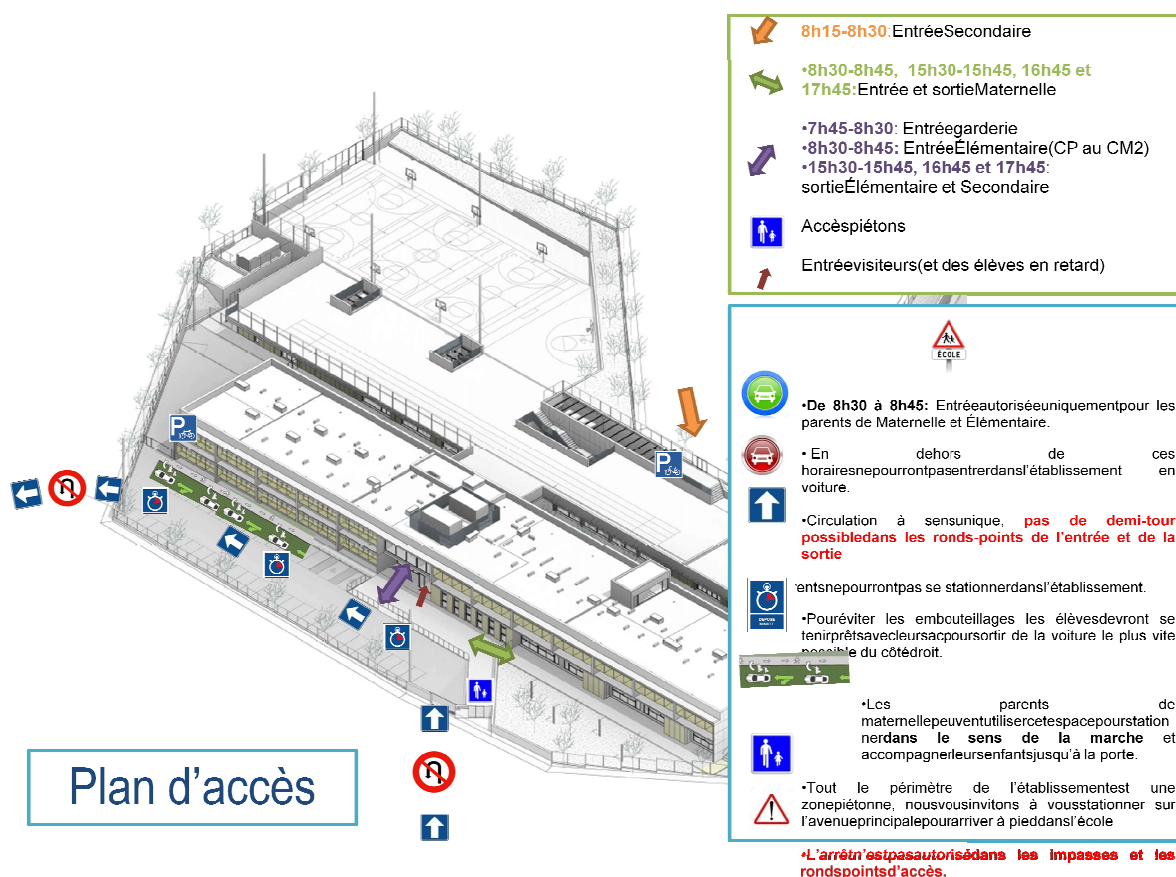 8h15-8h30:EntréeSecondaire
•8h30-8h45, 15h30-15h45, 16h45 et
17h45:Entrée et sortieMaternelle
•7h45-8h30: Entréegarderie
•8h30-8h45: EntréeÉlémentaire(CP au CM2)
•15h30-15h45, 16h45 et 17h45:
sortieÉlémentaire et Secondaire
Accèspiétons
Entréevisiteurs(et des élèves en retard)
ÉCOLE
•De 8h30 à 8h45: Entréeautoriséeuniquementpour les
parents de Maternelle et Élémentaire.
•En dehors de ces
horairesnepourrontpasentrerdansl'établissement en
voiture.
•Circulation à sensunique, pas de demi-tour
possibledans les ronds-points de l'entrée et de la
sortie
entsnepourrontpas se stationnerdansl'établissement.
•Pouréviter les embouteillages les élèvesdevront se
tenirprêtsavecleursacpoursortir de la voiture le plus vite
possible du côtédroit.
•Les parents de
maternellepeuventutilisercetespacepourstation
nerdans le sens de la marche et
accompagnerleursenfantsjusqu'à la porte.
•Tout le périmètre de l'établissementest une
zonepiétonne, nousvousinvitons à vousstationner sur
l'avenueprincipalepourarriver à pieddansl'école
•L'arrêtn'estpasautorisédans les impasses et les
rondspointsd'accès.
P
P
Plan d'accès